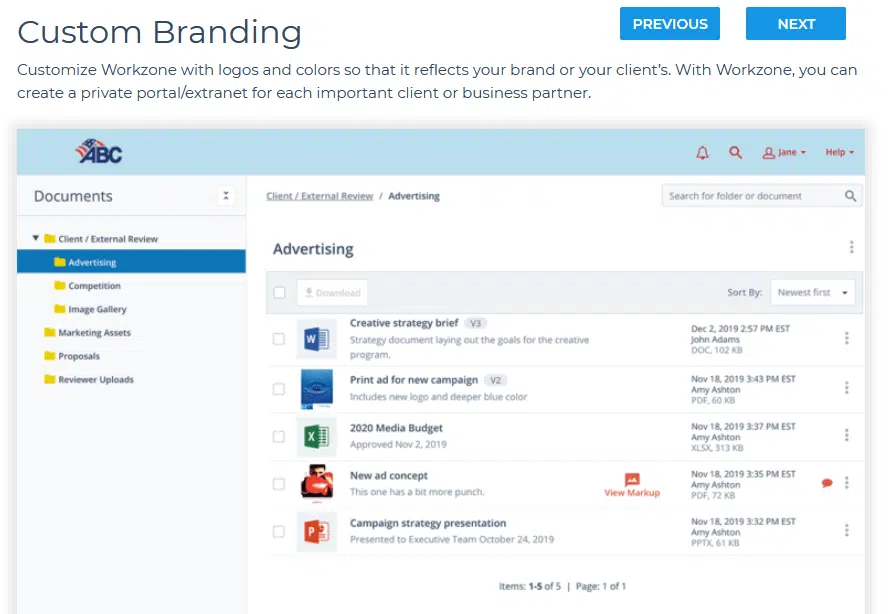 Custom Branding
PREVIOUS
NEXT
Customize Workzone with logos and colors so that it reflects your brand or your client's. With Workzone, you can
create a private portal/extranet for each important client or business partner.
ABC
Jane
Help
Documents
Client / External Review / Advertising
Search for folder or document
Client / External Review
Advertising
Competition
Image Gallery
Marketing Assets
Proposals
Reviewer Uploads
Advertising
Download
Sort By:
Newest first
Creative strategy brief V3
Strategy document laying out the goals for the creative
program.
Dec 2, 2019 2:57 PM EST
John Adams
DOC, 102 KB
Print ad for new campaign V2
Includes new logo and deeper blue color
Nov 18, 2019 3:43 PM EST
Amy Ashton
PDF, 60 KB
2020 Media Budget
Approved Nov 2, 2019
Nov 18, 2019 3:37 PM EST
Amy Ashton
XLSX, 313 KB
New ad concept
This one has a bit more punch.
View Markup
Nov 18, 2019 3:35 PM EST
Amy Ashton
PDF, 72 KB
Campaign strategy presentation
Presented to Executive Team October 24, 2019
Nov 18, 2019 3:32 PM EST
Amy Ashton
PPTX, 61 KB
Items: 1-5 of 5 | Page: 1 of 1